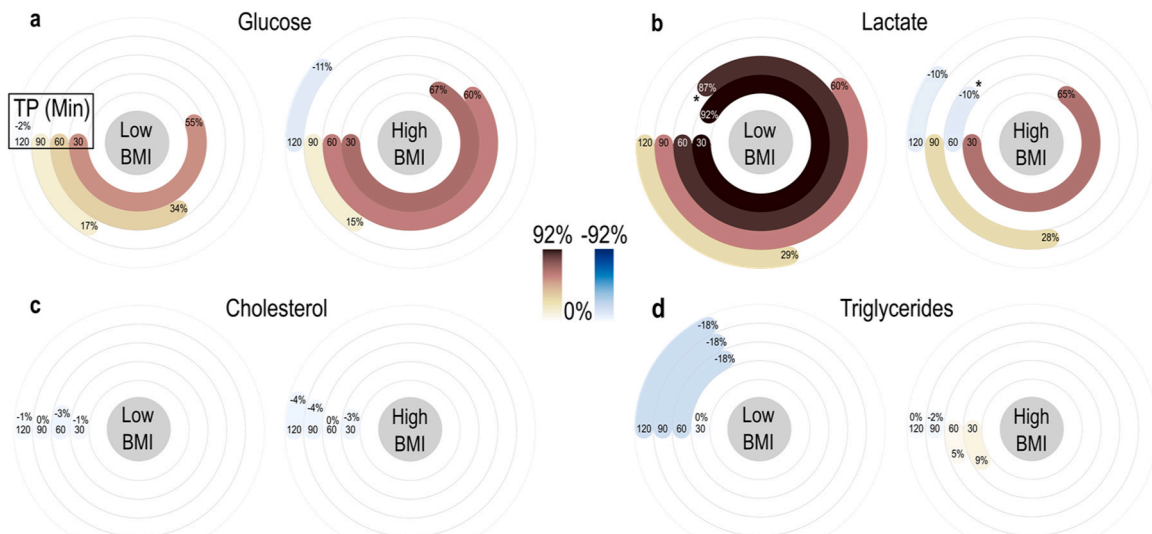 a
Glucose
-11%
67%
60%
TP (Min)
-2%
120 90 60 30
Low
BMI
55%
34%
17%
120 90 60 30
High
BMI
15%
b
Lactate
87%
*
92%
60%
120 90 60 30
Low
BMI
29%
-10%
-10%
*
65%
120 90 60 30
High
BMI
28%
92% -92%
0%
c
Cholesterol
-1% 0% -3% -1%
120 90 60 30
Low
BMI
-4% -4% 0% -3%
120 90 60 30
High
BMI
d
Triglycerides
-18%
-18%
-18%
0%
120 90 60 30
Low
BMI
0% -2%
120 90 60 30
5% 9%
High
BMI